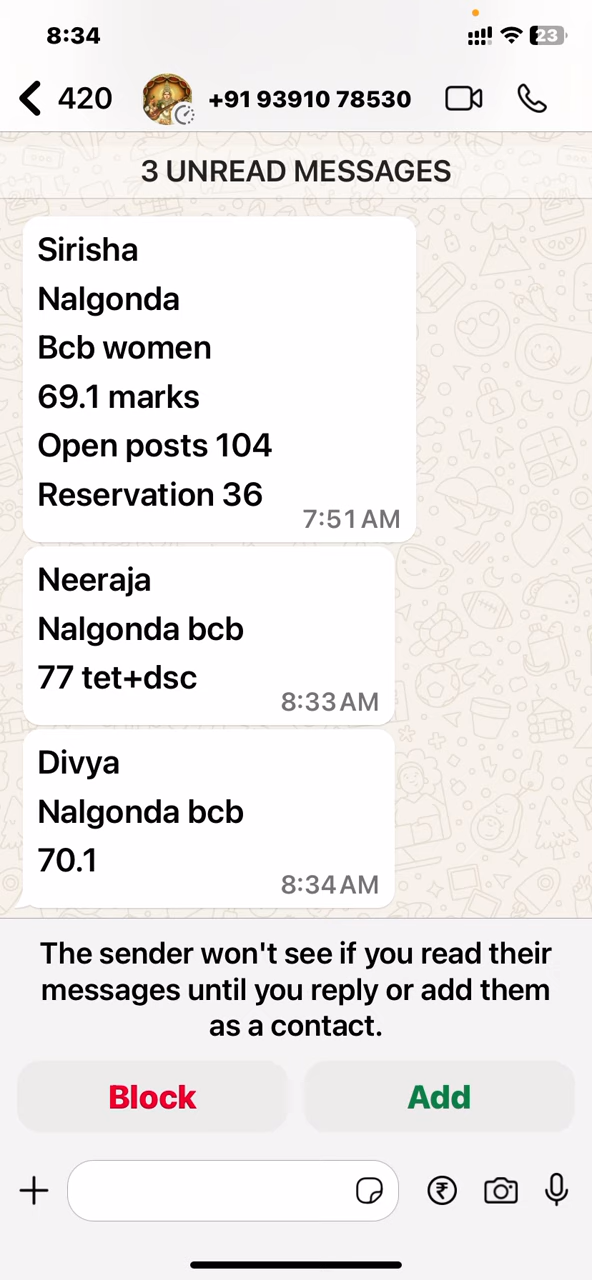 8:34
23
420
+91 93910 78530
3 UNREAD MESSAGES
Sirisha
Nalgonda
Bcb women
69.1 marks
Open posts 104
Reservation 36
7:51 AM
Neeraja
Nalgonda bcb
77 tet+dsc
8:33 AM
Divya
Nalgonda bcb
70.1
8:34 AM
The sender won't see if you read their
messages until you reply or add them
as a contact.
Block
Add